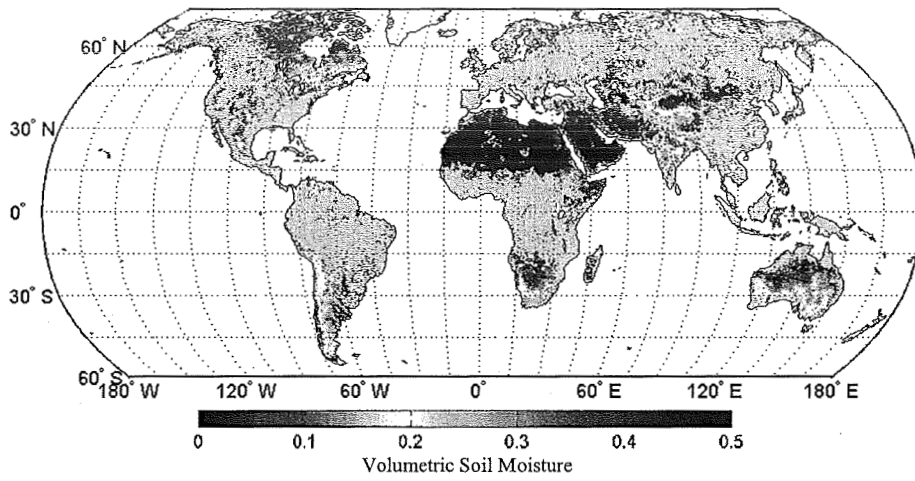 60° N
30° N
0°
30° S
60° S
180° W 120° W 60° W 0° 60° E 120° E 180° E
0 0.1 0.2 0.3 0.4 0.5
Volumetric Soil Moisture